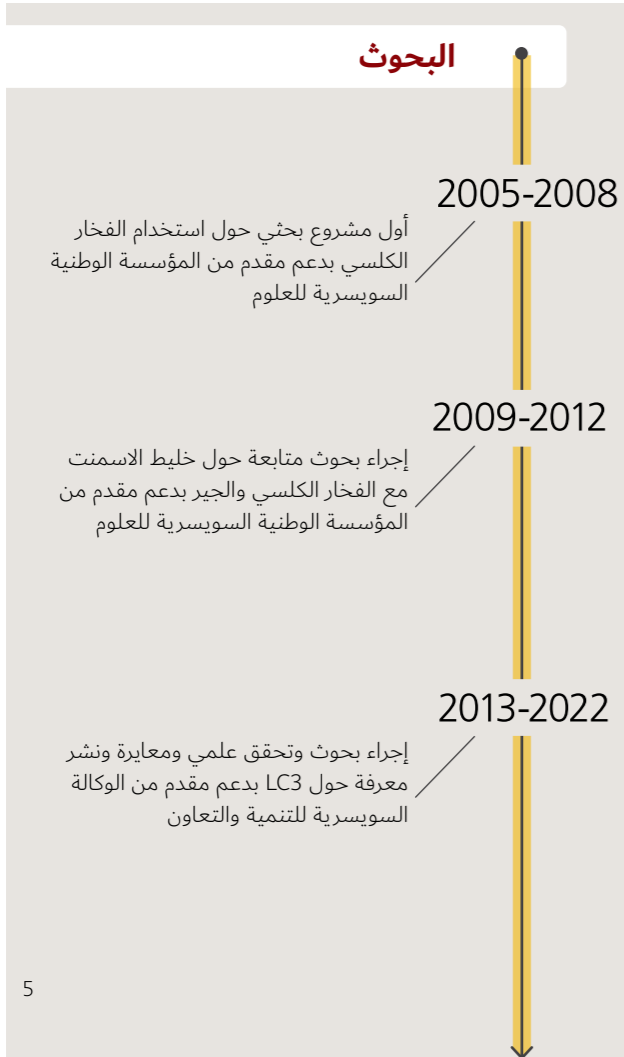 البحوث
2005-2008
أول مشروع بحثي حول استخدام الفخار
الكلسي بدعم مقدم من المؤسسة الوطنية
السويسرية للعلوم
2009-2012
إجراء بحوث متابعة حول خليط الاسمنت
مع الفخار الكلسي والجير بدعم مقدم من
المؤسسة الوطنية السويسرية للعلوم
2013-2022
إجراء بحوث وتحقق علمي ومعايرة ونشر
معرفة حول LC3 بدعم مقدم من الوكالة
السويسرية للتنمية والتعاون
5